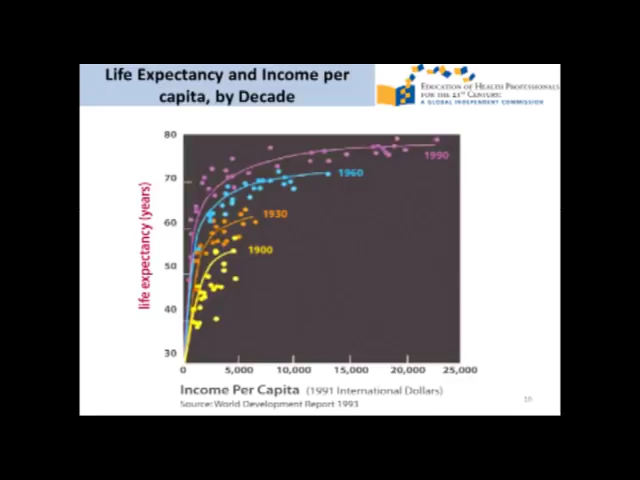 Life Expectancy and Income per
capita, by Decade
EDUCATION OF HEALTH PROFESSIONALS
FOR THE 21ST CENTURY:
A GLOBAL INDEPENDENT COMMISSION
80
70
60
50
40
30
life expectancy (years)
1990
1960
1930
1900
0 5,000 10,000 15,000 20,000 25,000
Income Per Capita (1991 International Dollars)
Source: World Development Report 1993